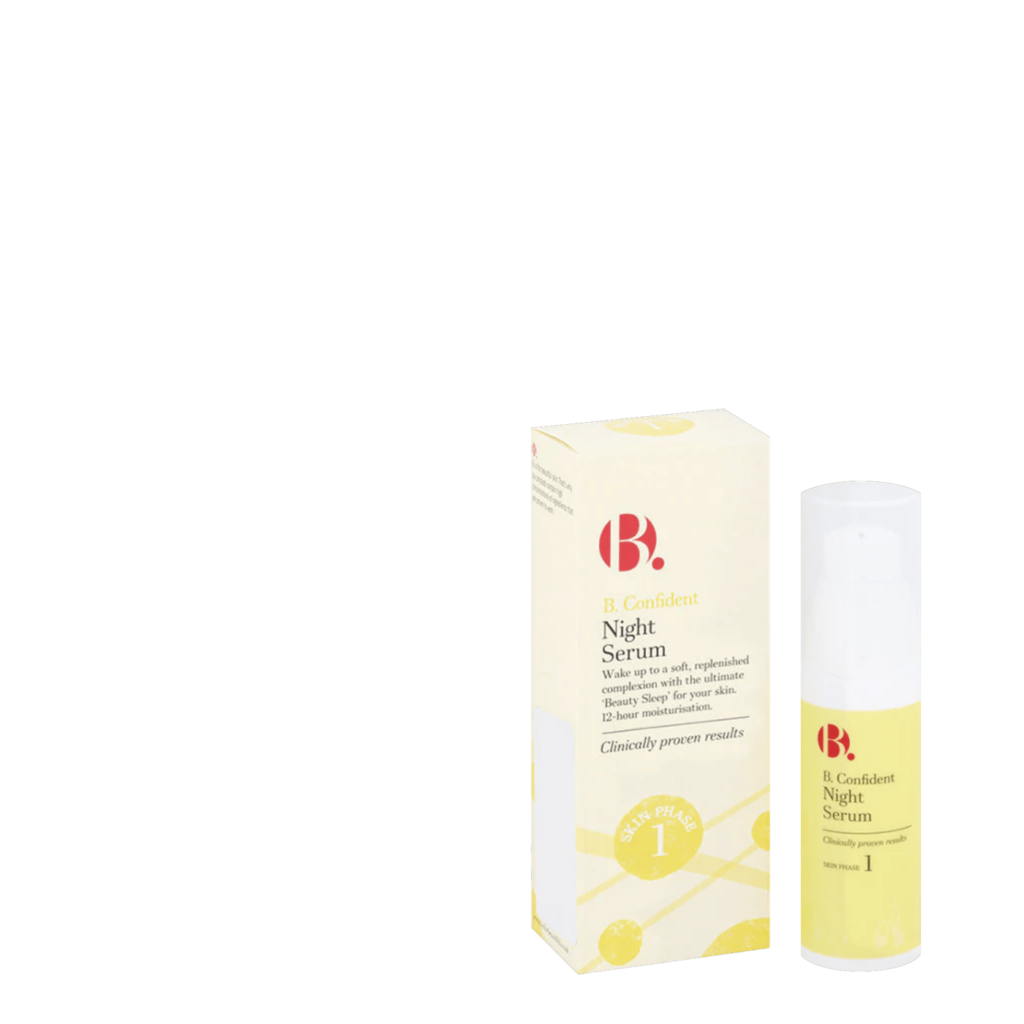 1
B.
B. Confident
Night
Serum
Wake up to a soft, replenished
complexion with the ultimate
'Beauty Sleep' for your skin.
12-hour moisturisation.
Clinically proven results
SKIN PHASE
1
B.
B. Confident
Night
Serum
Clinically proven results
SKIN PHASE 1